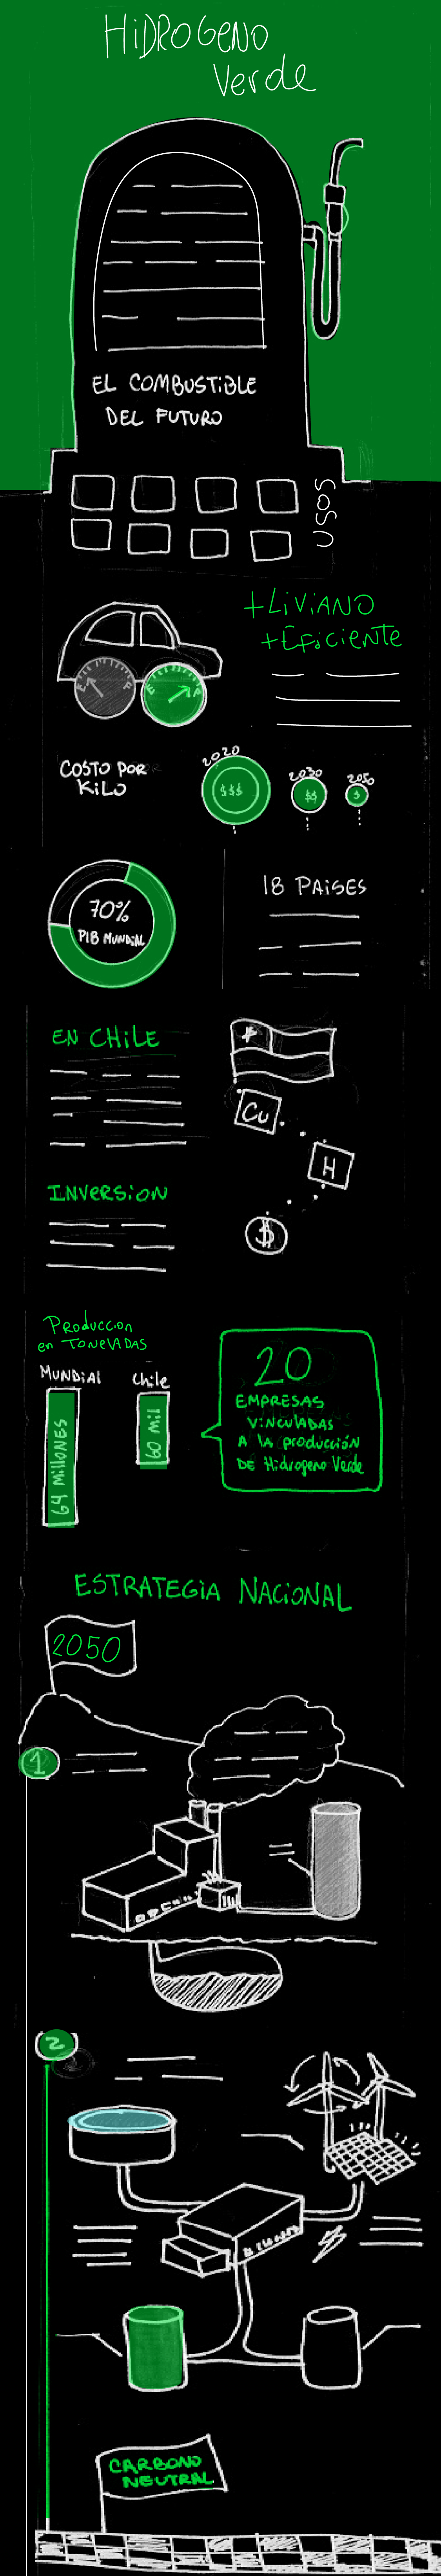 HiDROGENO
Verde
EL COMBUSTIBLE
DEL FUTURO
USOS
+LiViANO
+Eficiente
E F
E F
COSTO POR
KiLO
2020
$$$
2030
$$
2050
$
70%
PIB MUNDiAL
18 PAiSES
EN CHiLE
Cu
H
INVERSiON
$
PRoduccion
en TONElADAS
MUNDiAl
Chile
64 MillONES
60 mil
20
EMPRESAS
ViNCUlADAS
A lA pRoducciÓN
DE Hidrogeno Verde
ESTRATEGiA NACiONAL
2050
1
2
CARBONO
NEUTRAL